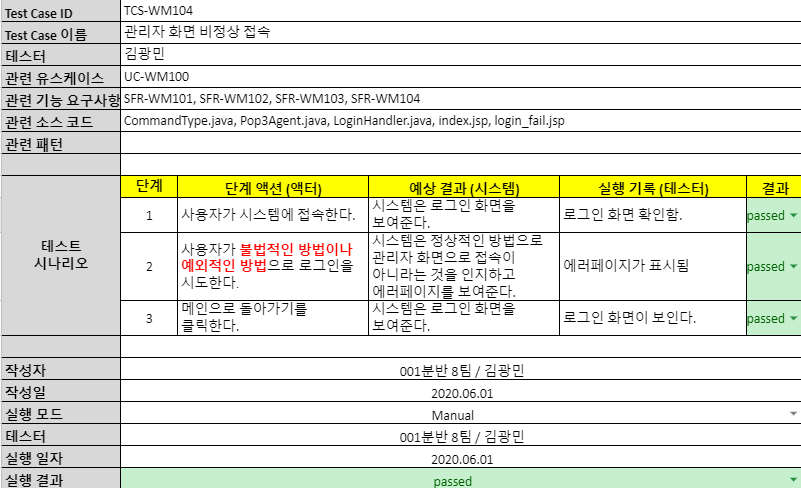 Test Case ID TCS-WM104
Test Case 이름 관리자 화면 비정상 접속
테스터 김광민
관련 유스케이스 UC-WM100
관련 기능 요구사항 SFR-WM101, SFR-WM102, SFR-WM103, SFR-WM104
관련 소스 코드 CommandType.java, Pop3Agent.java, LoginHandler.java, index.jsp, login_fail.jsp
관련 패턴
테스트
시나리오
단계 단계 액션 (액터) 예상 결과 (시스템) 실행 기록 (테스터) 결과
1
사용자가 시스템에 접속한다.
시스템은 로그인 화면을
보여준다.
로그인 화면 확인함.
passed
2
사용자가 불법적인 방법이나
예외적인 방법으로 로그인을
시도한다.
시스템은 정상적인 방법으로
관리자 화면으로 접속이
아니라는 것을 인지하고
에러페이지를 보여준다.
에러페이지가 표시됨
passed
3
메인으로 돌아가기를
클릭한다.
시스템은 로그인 화면을
보여준다.
로그인 화면이 보인다.
passed
작성자 001분반 8팀 / 김광민
작성일 2020.06.01
실행 모드 Manual
테스터 001분반 8팀 / 김광민
실행 일자 2020.06.01
실행 결과 passed